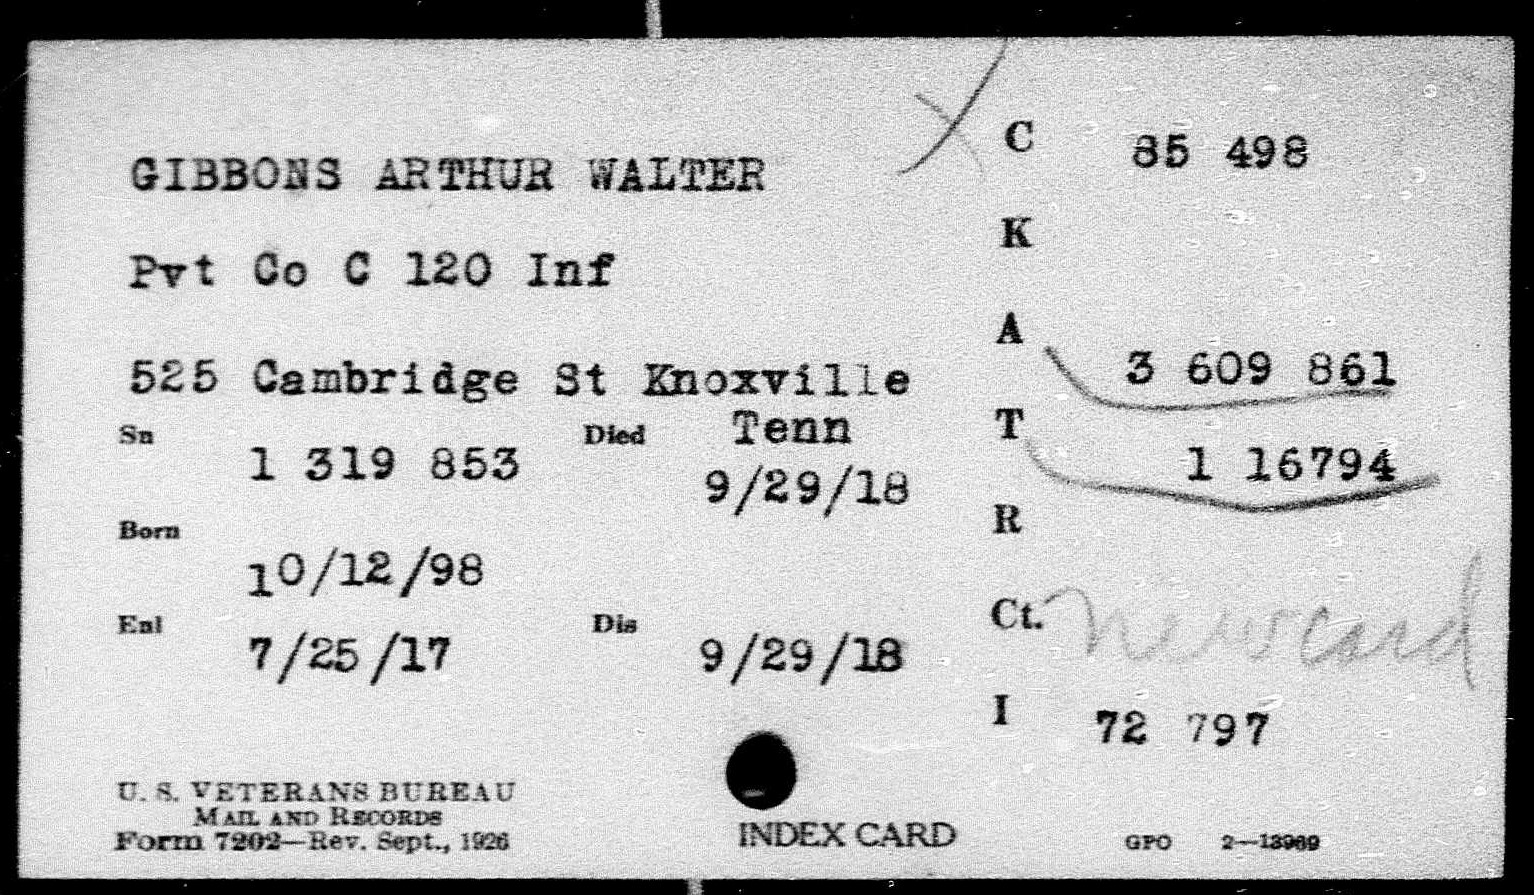 GIBBONS ARTHUR WALTER
C 85 498
Pvt Co C 120 Inf
K
525 Cambridge St Knoxville
Tenn
A 3 609 861
Sn 1 319 853
Died 9/29/18
T 1 16794
Born 10/12/98
R
Enl 7/25/17
Dis 9/29/18
Ct. new card
I 72 797
U. S. VETERANS BUREAU
MAIL AND RECORDS
Form 7202—Rev. Sept., 1926
INDEX CARD
GPO 2—13969